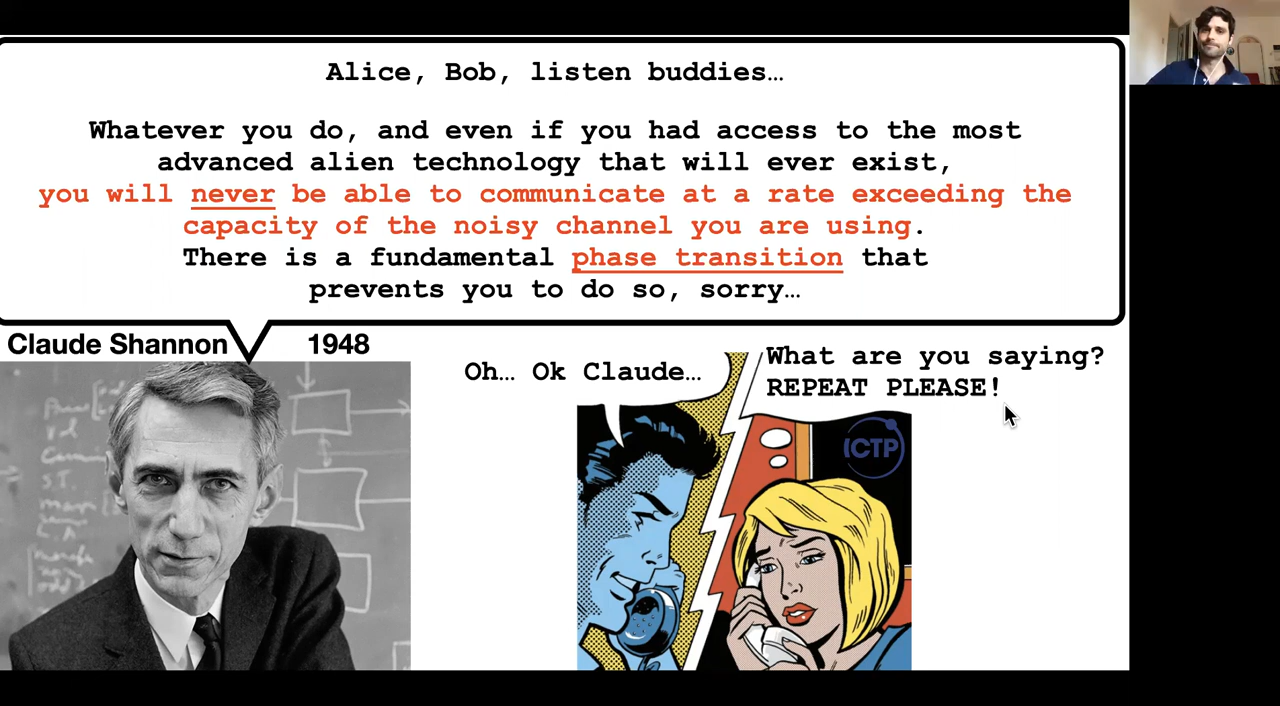 Alice, Bob, listen buddies…
Whatever you do, and even if you had access to the most
advanced alien technology that will ever exist,
you will never be able to communicate at a rate exceeding the
capacity of the noisy channel you are using.
There is a fundamental phase transition that
prevents you to do so, sorry…
Claude Shannon
1948
Oh… Ok Claude…
What are you saying?
REPEAT PLEASE!
ICTP